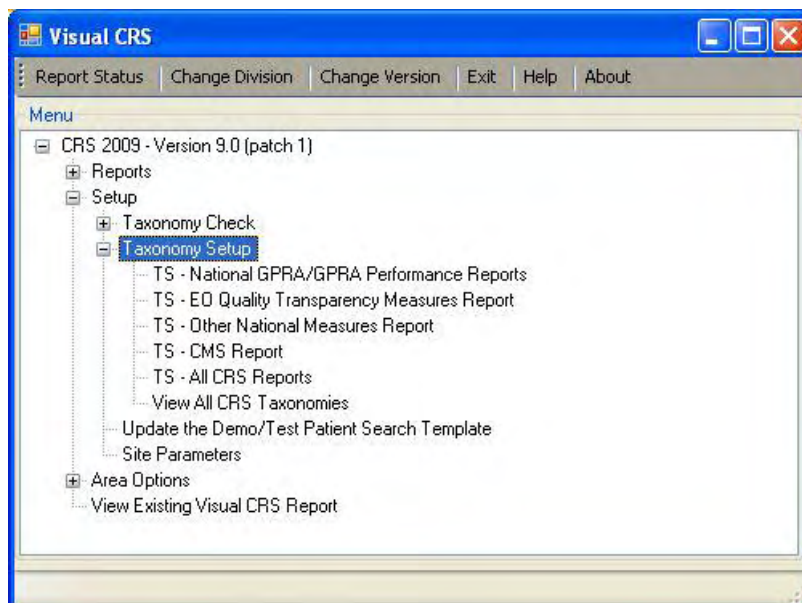 Visual CRS
Report Status Change Division Change Version Exit Help About
Menu
CRS 2009 - Version 9.0 (patch 1)
Reports
Setup
Taxonomy Check
Taxonomy Setup
TS - National GPRA/GPRA Performance Reports
TS - EO Quality Transparency Measures Report
TS - Other National Measures Report
TS - CMS Report
TS - All CRS Reports
View All CRS Taxonomies
Update the Demo/Test Patient Search Template
Site Parameters
Area Options
View Existing Visual CRS Report